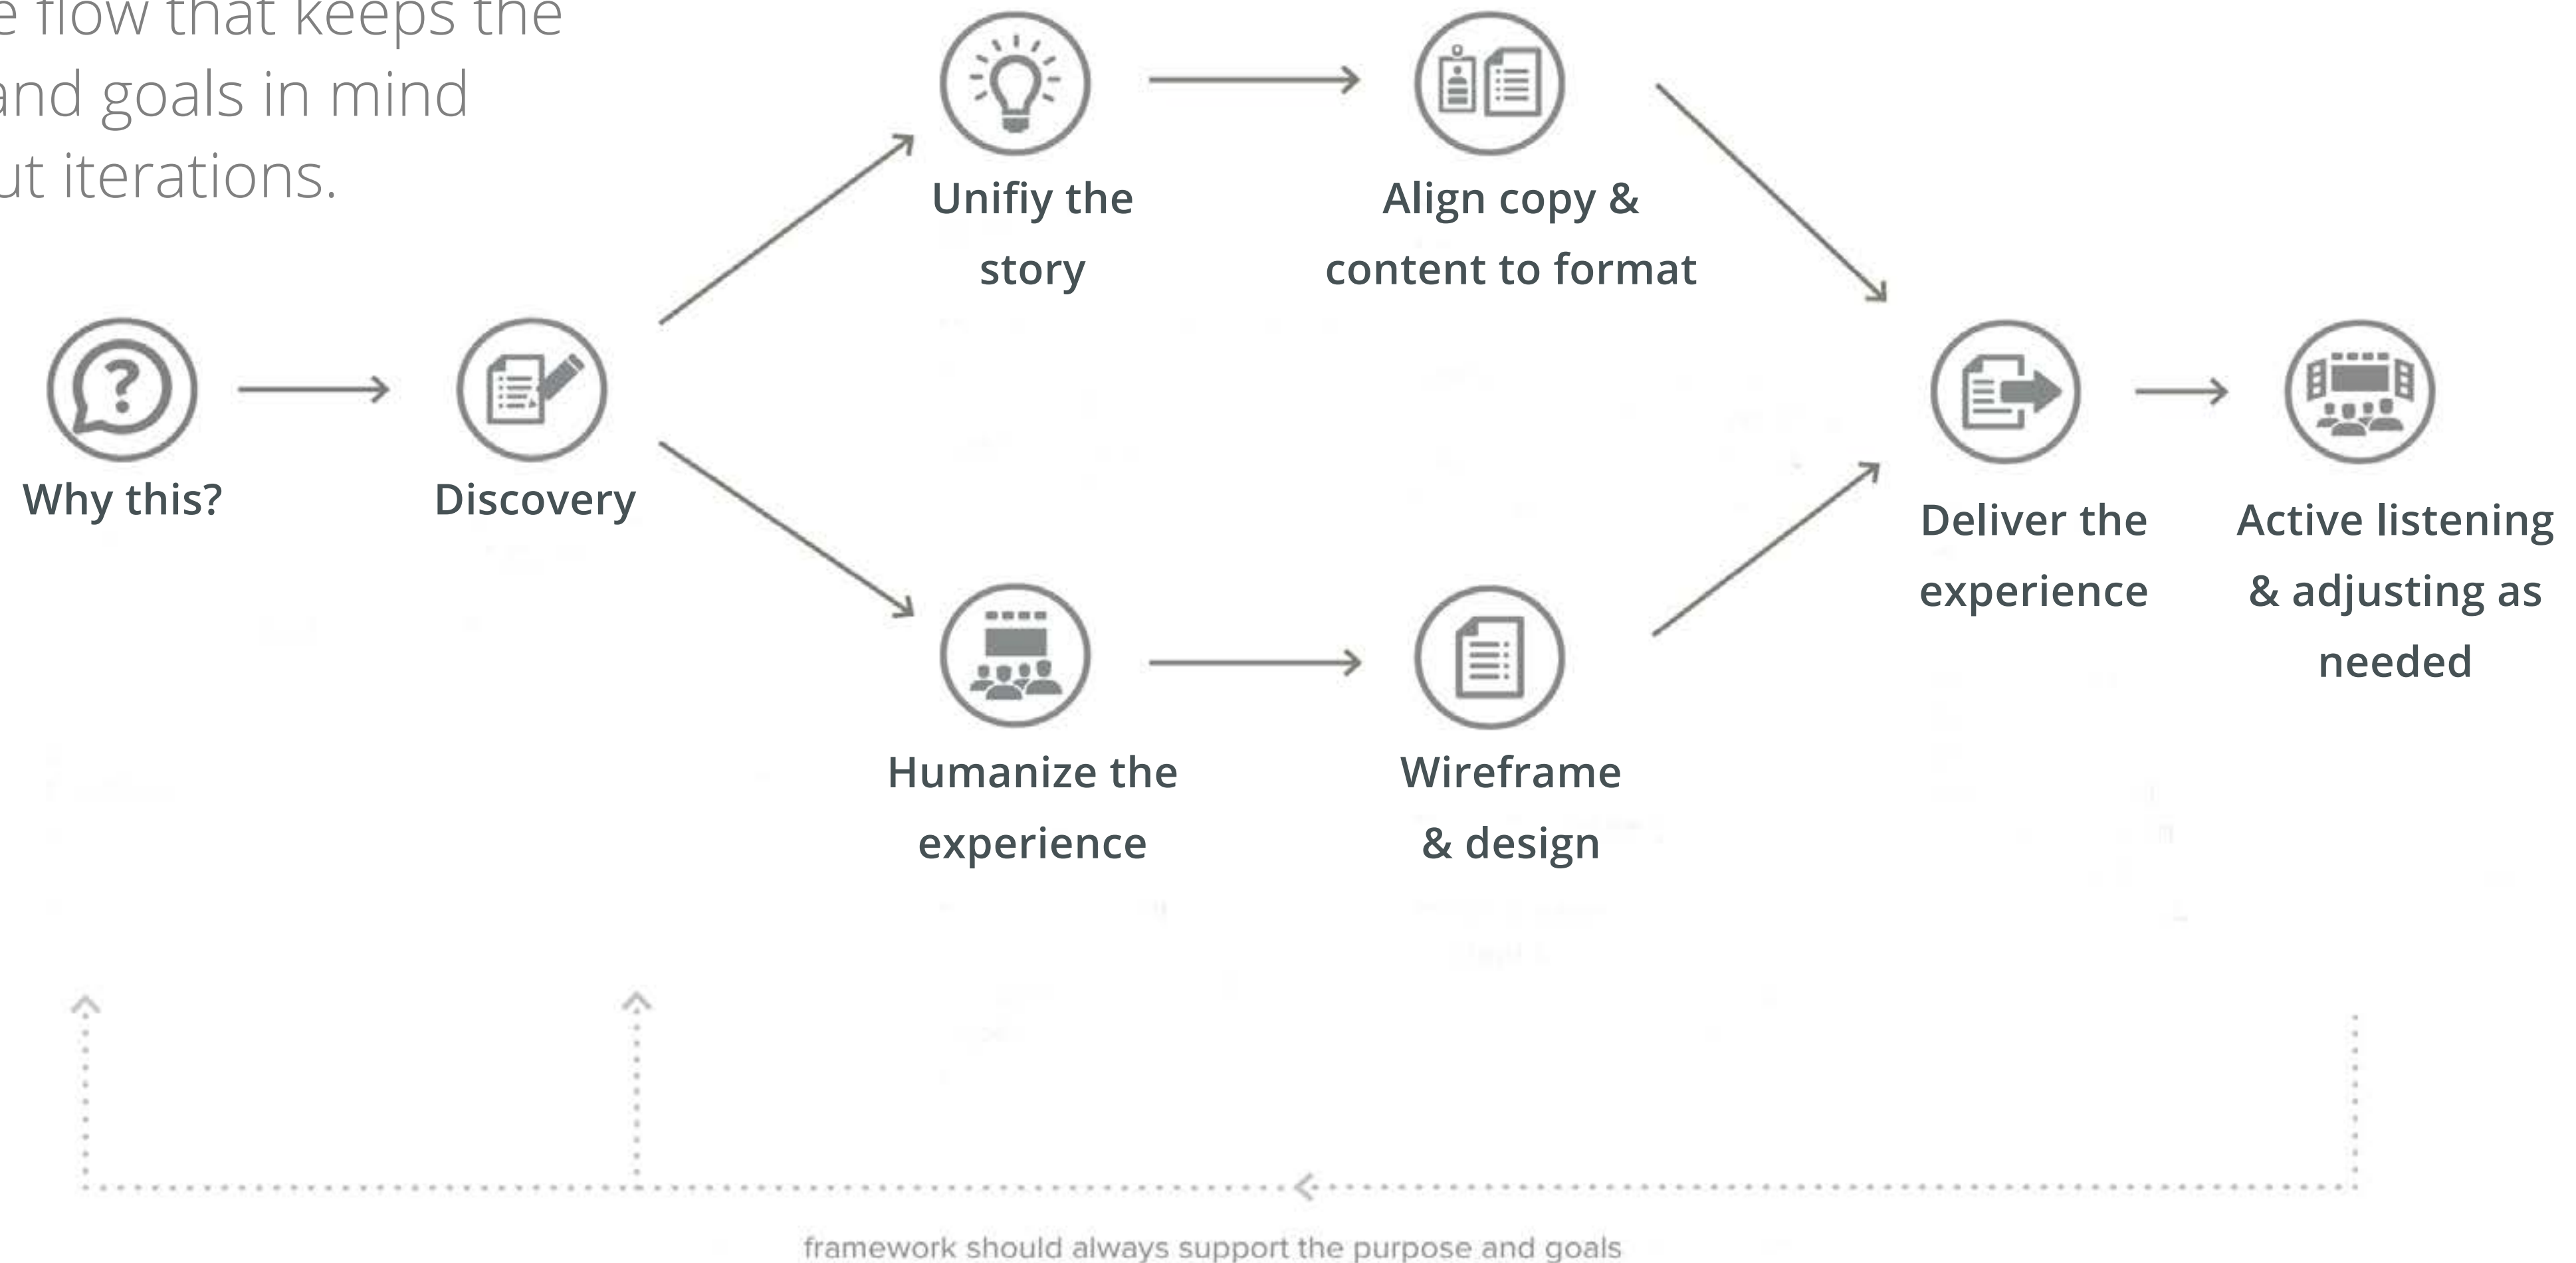 e flow that keeps the
and goals in mind
ut iterations.
Unifiy the
story
Align copy &
content to format
Why this?
Discovery
Deliver the
experience
Active listening
& adjusting as
needed
Humanize the
experience
Wireframe
& design
framework should always support the purpose and goals